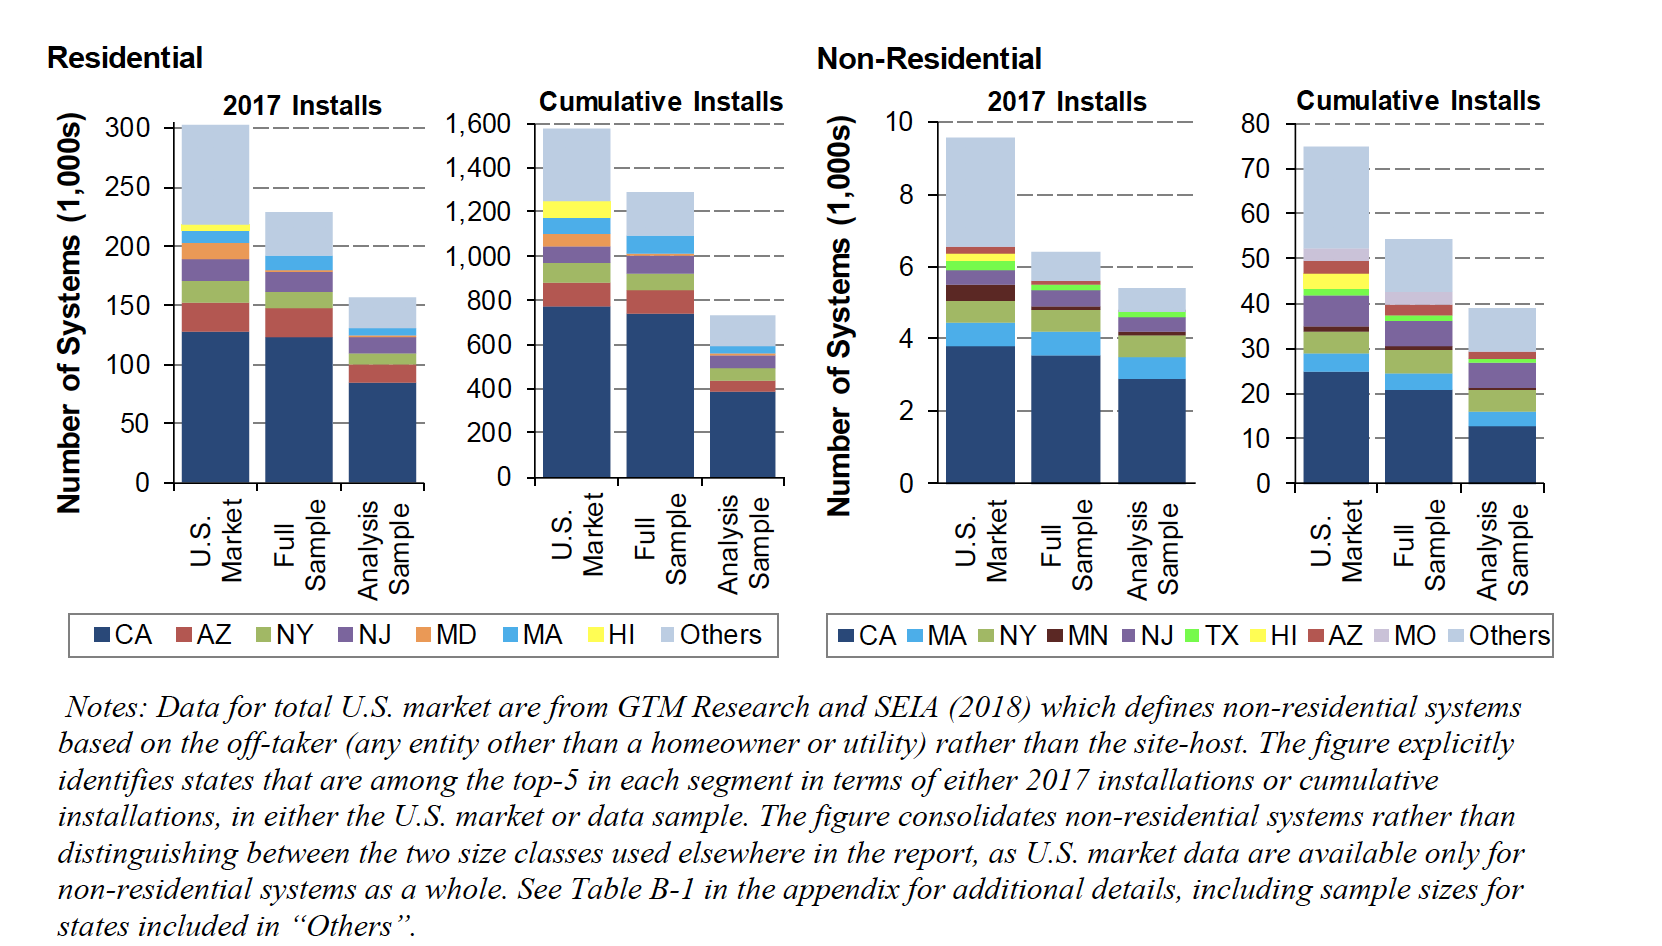 Residential
Non-Residential
2017 Installs
Cumulative Installs
2017 Installs
Cumulative Installs
Number of Systems (1,000s)
300
250
200
150
100
50
0
U.S.
Market
Full
Sample
Analysis
Sample
1,600
1,400
1,200
1,000
800
600
400
200
0
U.S.
Market
Full
Sample
Analysis
Sample
CA AZ NY NJ MD MA HI Others
Number of Systems (1,000s)
10
8
6
4
2
0
U.S.
Market
Full
Sample
Analysis
Sample
80
70
60
50
40
30
20
10
0
U.S.
Market
Full
Sample
Analysis
Sample
CA MA NY MN NJ TX HI AZ MO Others
Notes: Data for total U.S. market are from GTM Research and SEIA (2018) which defines non-residential systems
based on the off-taker (any entity other than a homeowner or utility) rather than the site-host. The figure explicitly
identifies states that are among the top-5 in each segment in terms of either 2017 installations or cumulative
installations, in either the U.S. market or data sample. The figure consolidates non-residential systems rather than
distinguishing between the two size classes used elsewhere in the report, as U.S. market data are available only for
non-residential systems as a whole. See Table B-1 in the appendix for additional details, including sample sizes for
states included in “Others”.